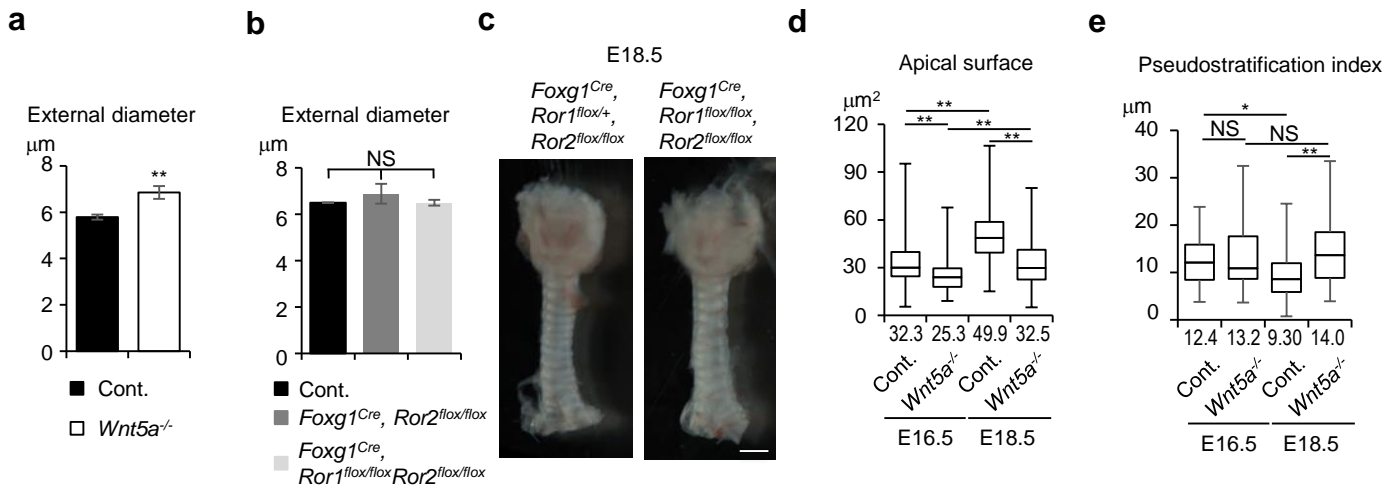 a
External diameter
μm
8
6
4
2
0
**
Cont.
Wnt5a-/-
b
External diameter
μm
8
6
4
2
0
NS
Cont.
Foxg1Cre, Ror2flox/flox
Foxg1Cre,
Ror1flox/floxRor2flox/flox
c
E18.5
Foxg1Cre,
Ror1flox/+,
Ror2flox/flox
Foxg1Cre,
Ror1flox/flox,
Ror2flox/flox
d
Apical surface
μm2
120
90
60
30
0
**
** **
**
32.3 25.3 49.9 32.5
Cont.
Wnt5a-/-
Cont.
Wnt5a-/-
E16.5 E18.5
e
Pseudostratification index
μm
40
30
20
10
0
*
NS NS
**
12.4 13.2 9.30 14.0
Cont.
Wnt5a-/-
Cont.
Wnt5a-/-
E16.5 E18.5